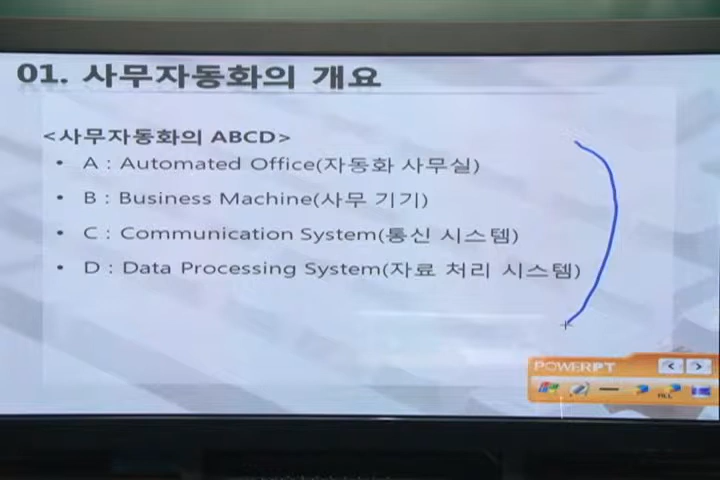 01. 사무자동화의 개요
<사무자동화의 ABCD>
• A : Automated Office(자동화 사무실)
• B : Business Machine(사무 기기)
• C : Communication System(통신 시스템)
• D : Data Processing System(자료 처리 시스템)
POWERPT
ALL